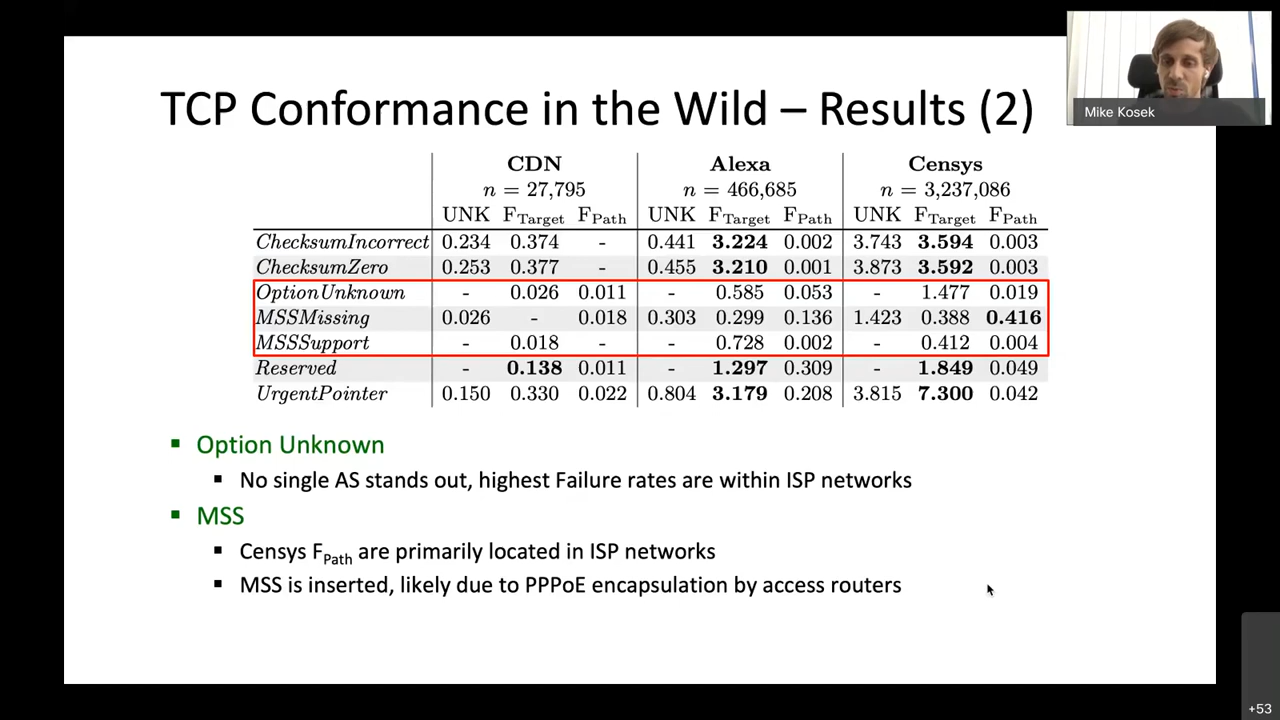 Mike Kosek
TCP Conformance in the Wild – Results (2)
CDN Alexa Censys
n = 27,795 n = 466,685 n = 3,237,086
UNK F_Target F_Path UNK F_Target F_Path UNK F_Target F_Path
ChecksumIncorrect 0.234 0.374 - 0.441 3.224 0.002 3.743 3.594 0.003
ChecksumZero 0.253 0.377 - 0.455 3.210 0.001 3.873 3.592 0.003
OptionUnknown - 0.026 0.011 - 0.585 0.053 - 1.477 0.019
MSSMissing 0.026 - 0.018 0.303 0.299 0.136 1.423 0.388 0.416
MSSSupport - 0.018 - - 0.728 0.002 - 0.412 0.004
Reserved - 0.138 0.011 - 1.297 0.309 - 1.849 0.049
UrgentPointer 0.150 0.330 0.022 0.804 3.179 0.208 3.815 7.300 0.042
▪ Option Unknown
▪ No single AS stands out, highest Failure rates are within ISP networks
▪ MSS
▪ Censys F_Path are primarily located in ISP networks
▪ MSS is inserted, likely due to PPPoE encapsulation by access routers
+53